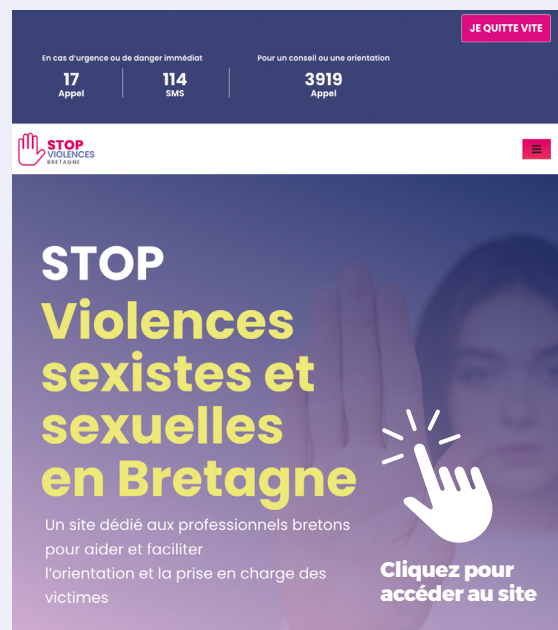 JE QUITTE VITE
En cas d'urgence ou de danger immédiat
Pour un conseil ou une orientation
17
Appel
114
SMS
3919
Appel
STOP
VIOLENCES
BRETAGNE
STOP
Violences
sexistes et
sexuelles
en Bretagne
Un site dédié aux professionnels bretons
pour aider et faciliter
l'orientation et la prise en charge des
victimes
Cliquez pour
accéder au site